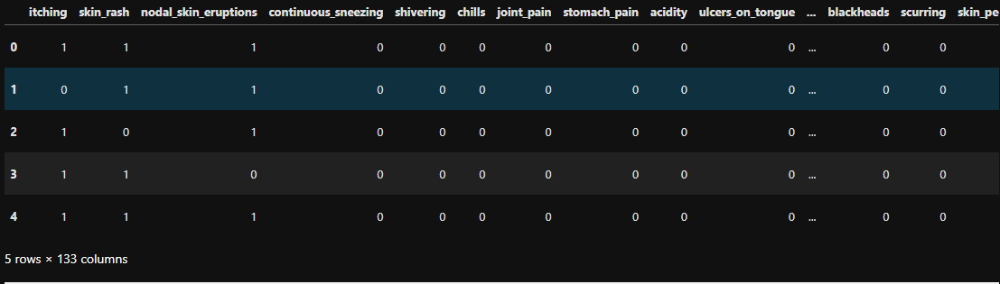 itching skin_rash nodal_skin_eruptions continuous_sneezing shivering chills joint_pain stomach_pain acidity ulcers_on_tongue ... blackheads scurring skin_pe
0 1 1 1 0 0 0 0 0 0 0 ... 0 0
1 0 1 1 0 0 0 0 0 0 0 ... 0 0
2 1 0 1 0 0 0 0 0 0 0 ... 0 0
3 1 1 0 0 0 0 0 0 0 0 ... 0 0
4 1 1 1 0 0 0 0 0 0 0 ... 0 0
5 rows × 133 columns